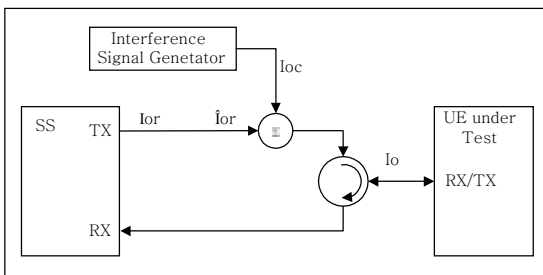 Interference
Signal Genetator
Ioc
SS
TX
Ior
Îor
UE under
Test
Io
RX/TX
RX